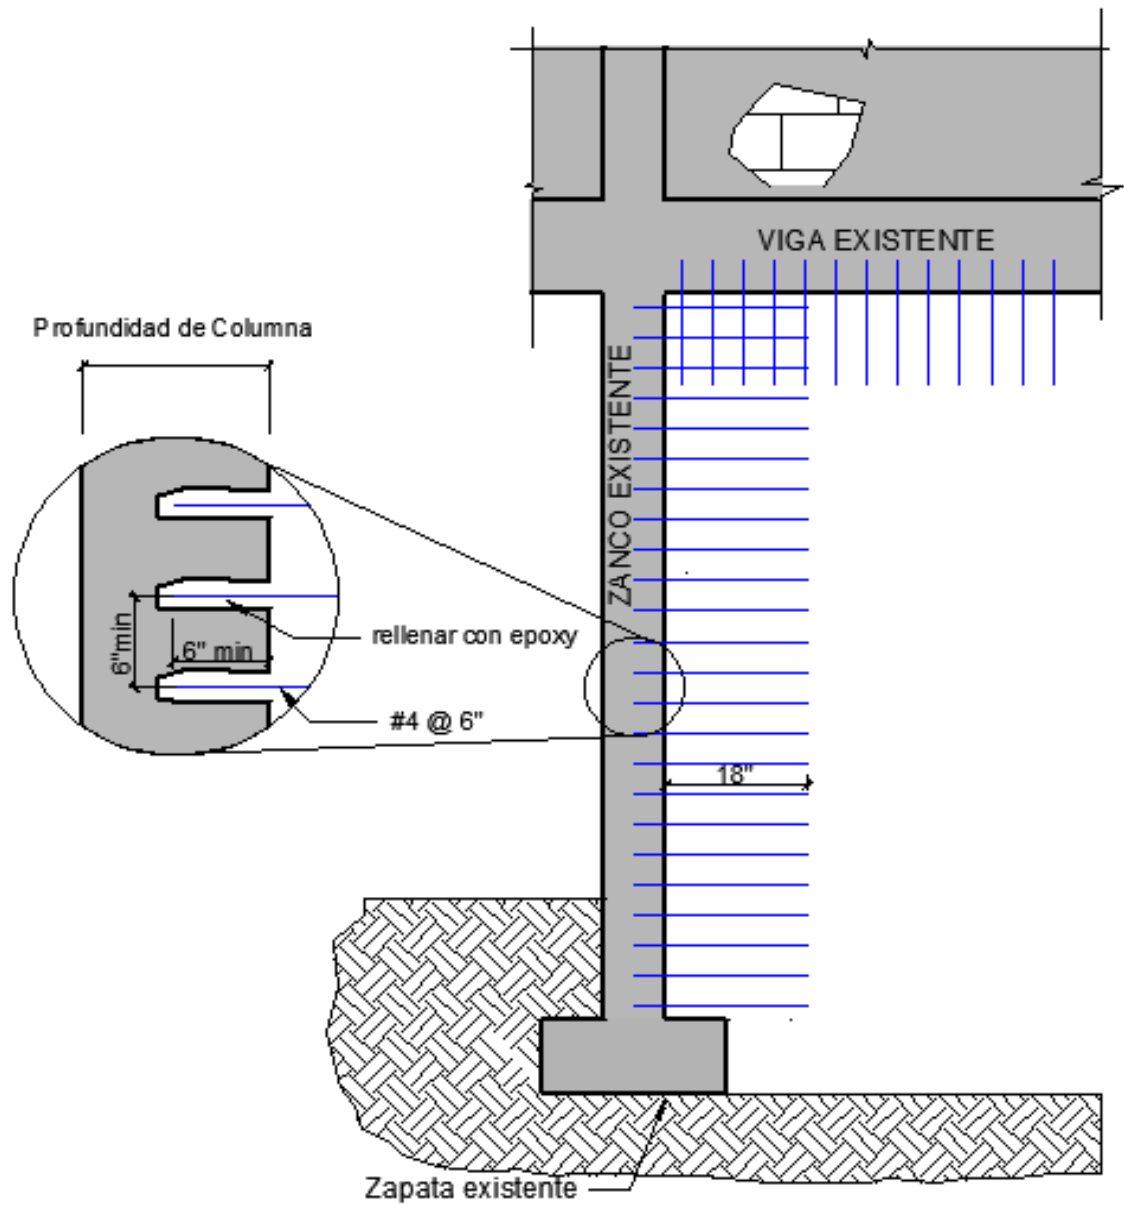 VIGA EXISTENTE
Profundidad de Columna
ZANCO EXISTENTE
rellenar con epoxy
6"min
6" min
#4 @ 6"
18"
Zapata existente